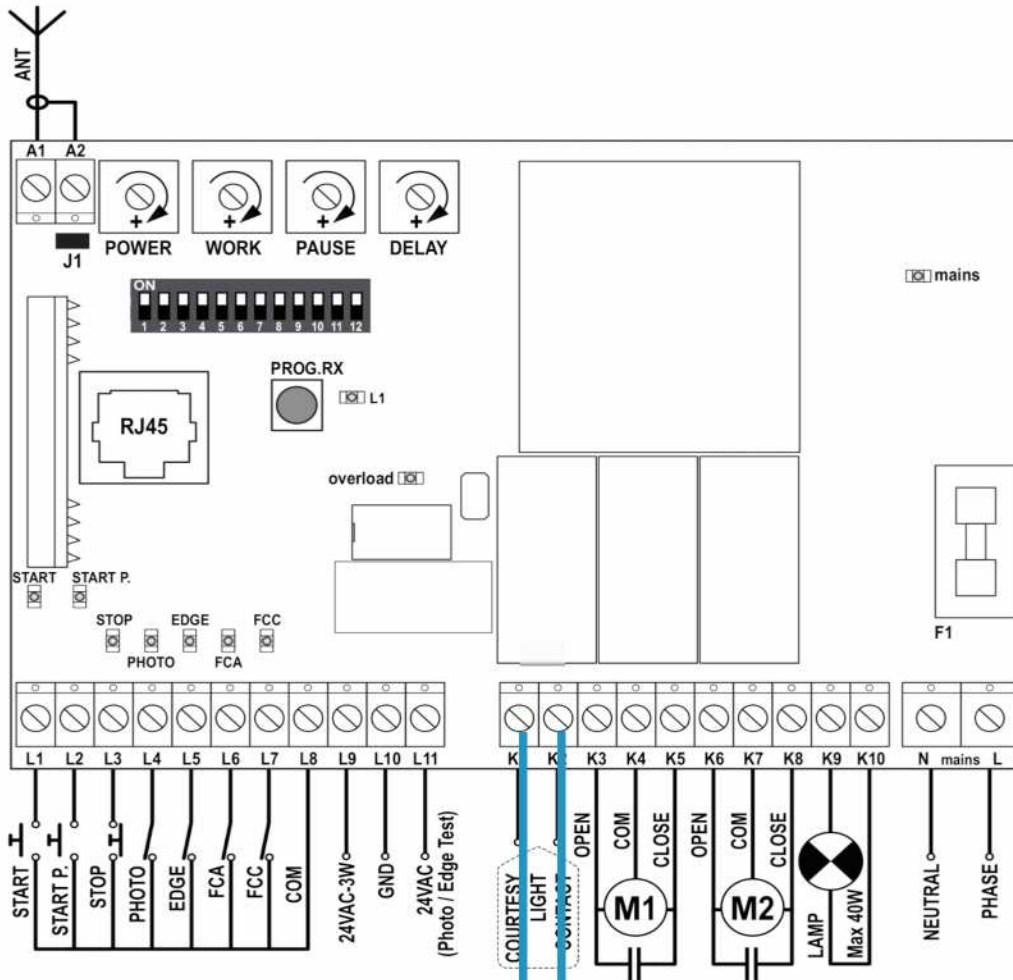 ANT
A1 A2
POWER WORK PAUSE DELAY
J1
mains
ON
1 2 3 4 5 6 7 8 9 10 11 12
PROG.RX
L1
RJ45
overload
START START P.
STOP EDGE FCC
PHOTO FCA
F1
L1 L2 L3 L4 L5 L6 L7 L8 L9 L10 L11
K3 K4 K5 K6 K7 K8 K9 K10
N mains L
START
START P.
STOP
PHOTO
EDGE
FCA
FCC
COM
24VAC-3W
GND
24VAC
(Photo / Edge Test)
COURTESY
LIGHT
CONTACT
OPEN
COM
CLOSE
M1
OPEN
COM
CLOSE
M2
LAMP
Max 40W
NEUTRAL
PHASE